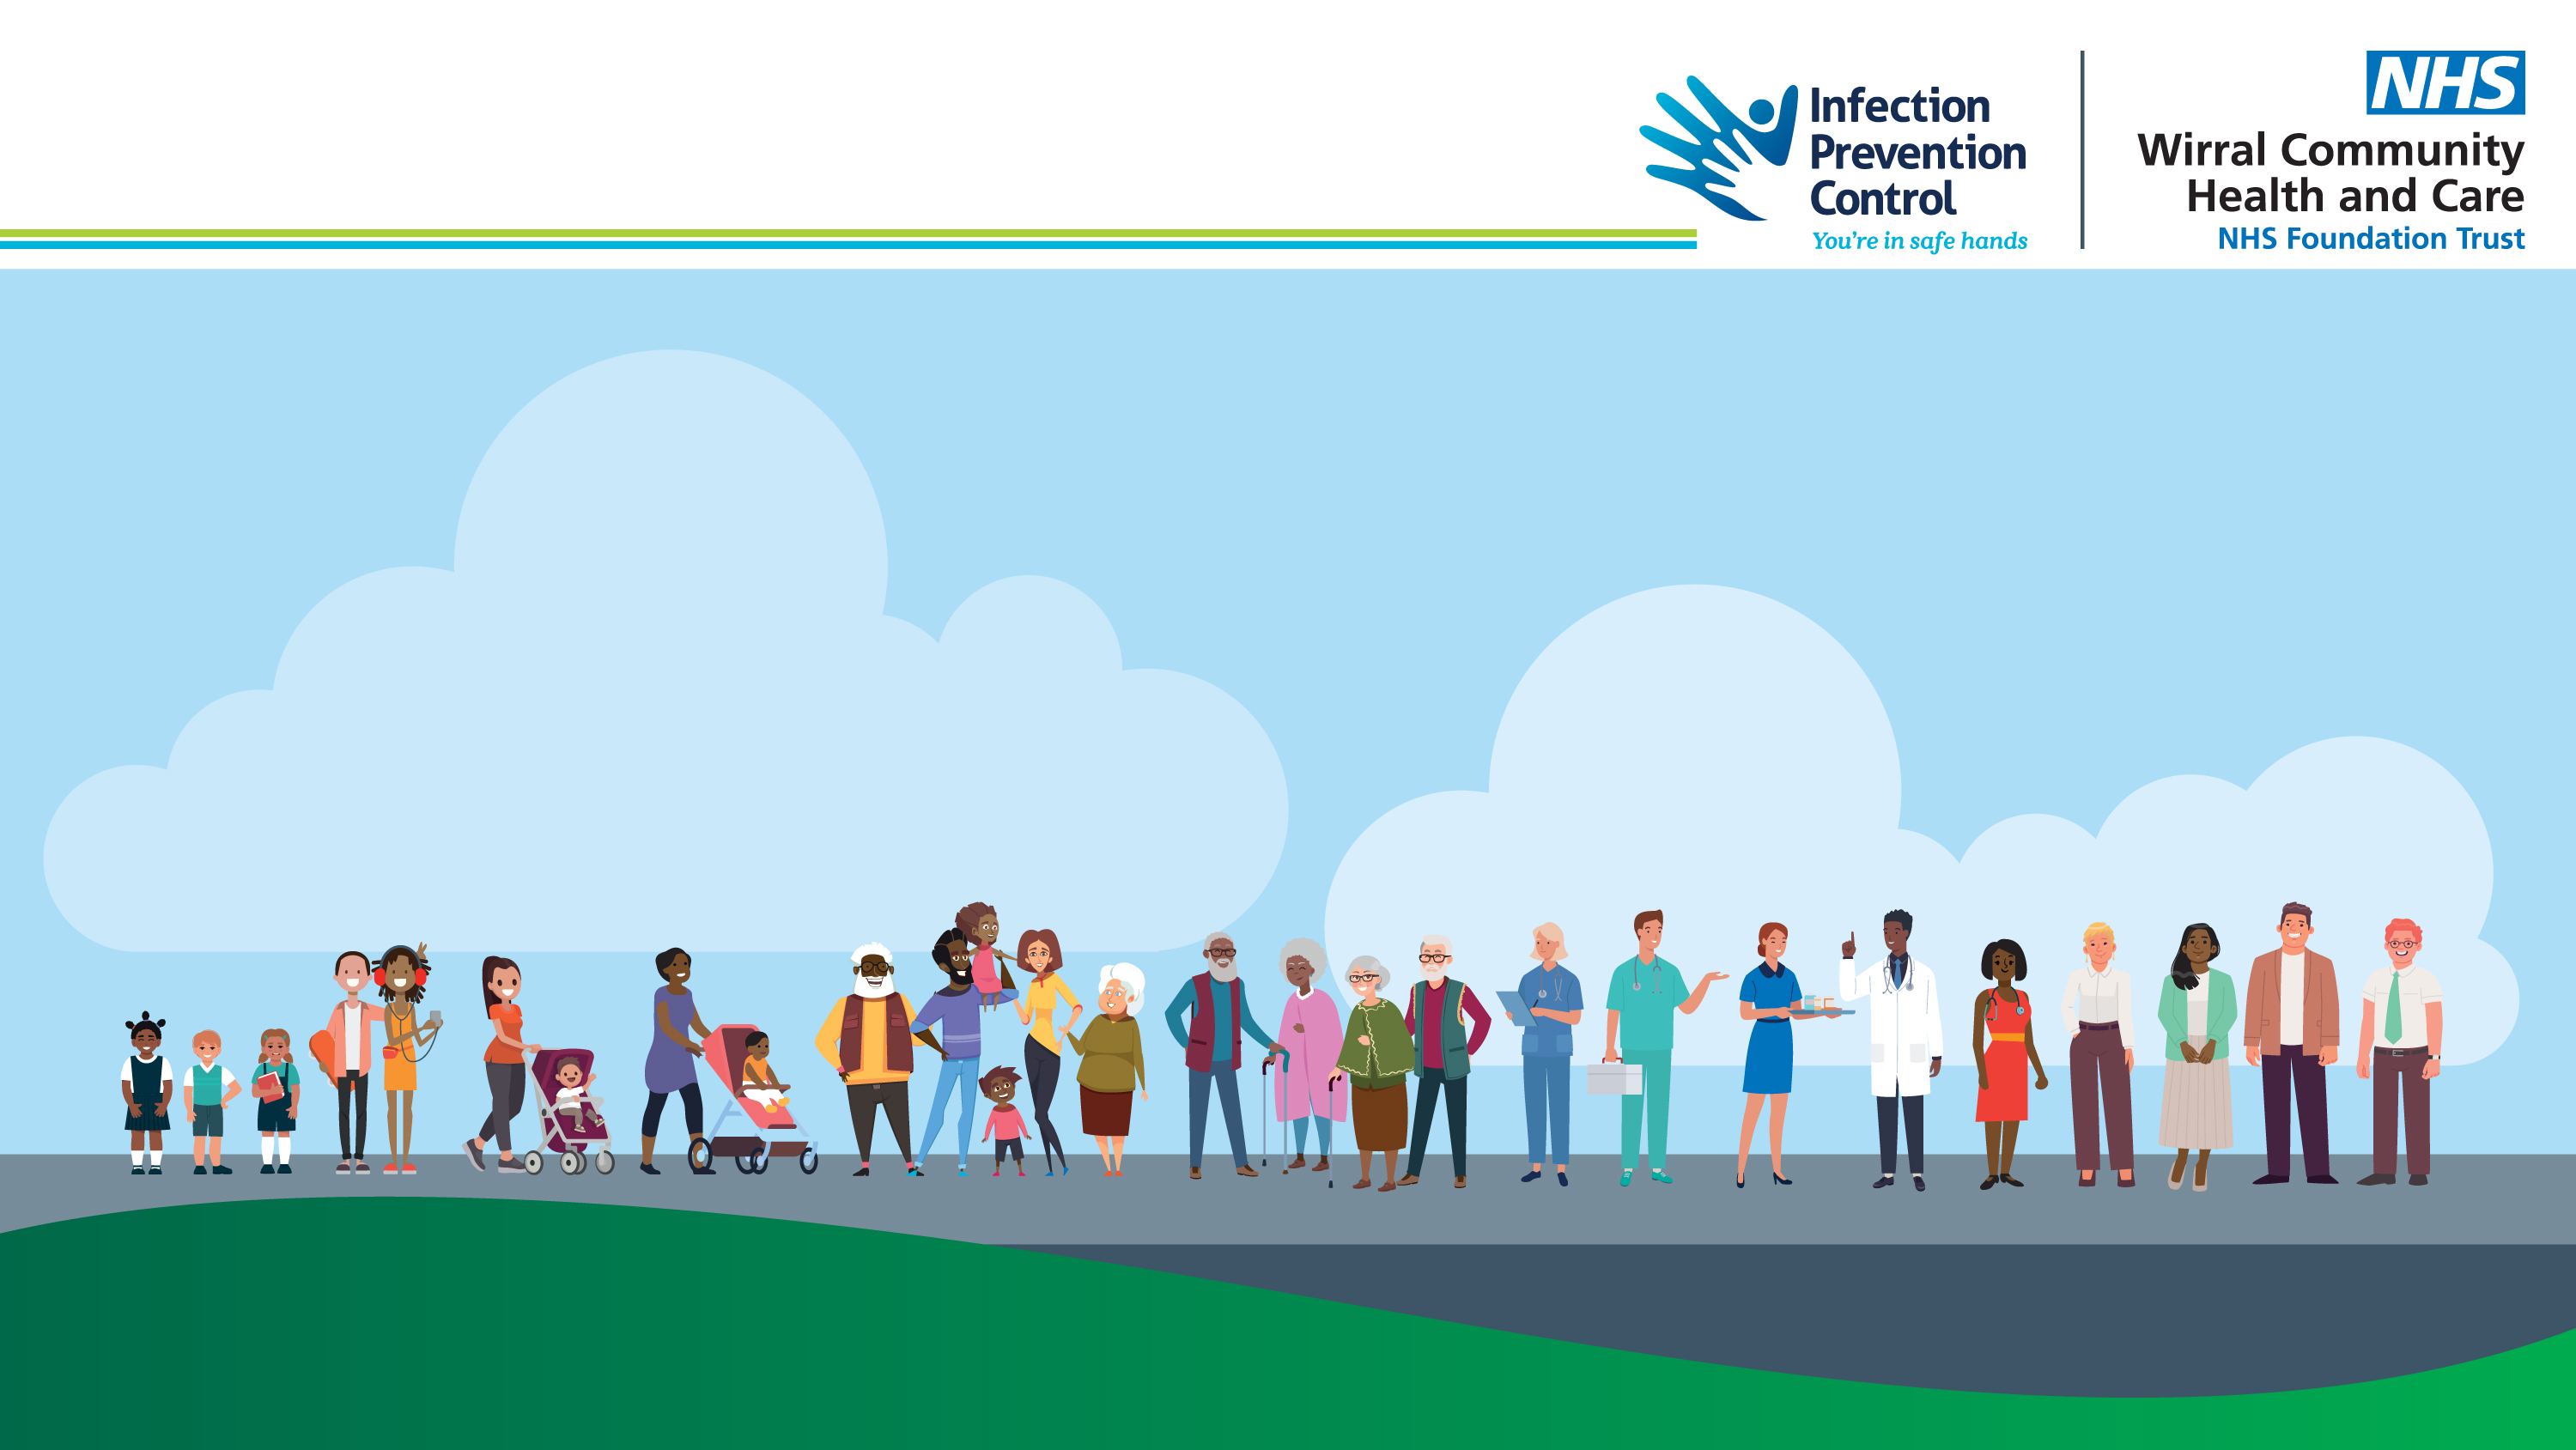 Infection
Prevention
Control
You're in safe hands
NHS
Wirral Community
Health and Care
NHS Foundation Trust